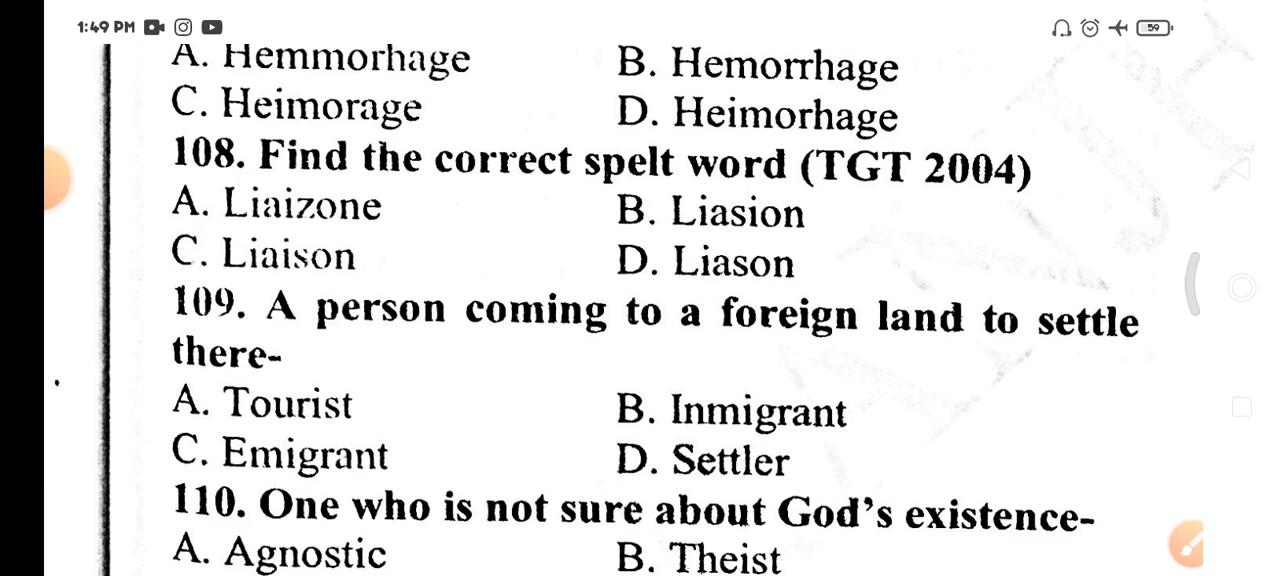 1:49 PM 59
A. Hemmorhage B. Hemorrhage
C. Heimorage D. Heimorhage
108. Find the correct spelt word (TGT 2004)
A. Liaizone B. Liasion
C. Liaison D. Liason
109. A person coming to a foreign land to settle
there-
A. Tourist B. Inmigrant
C. Emigrant D. Settler
110. One who is not sure about God's existence-
A. Agnostic B. Theist